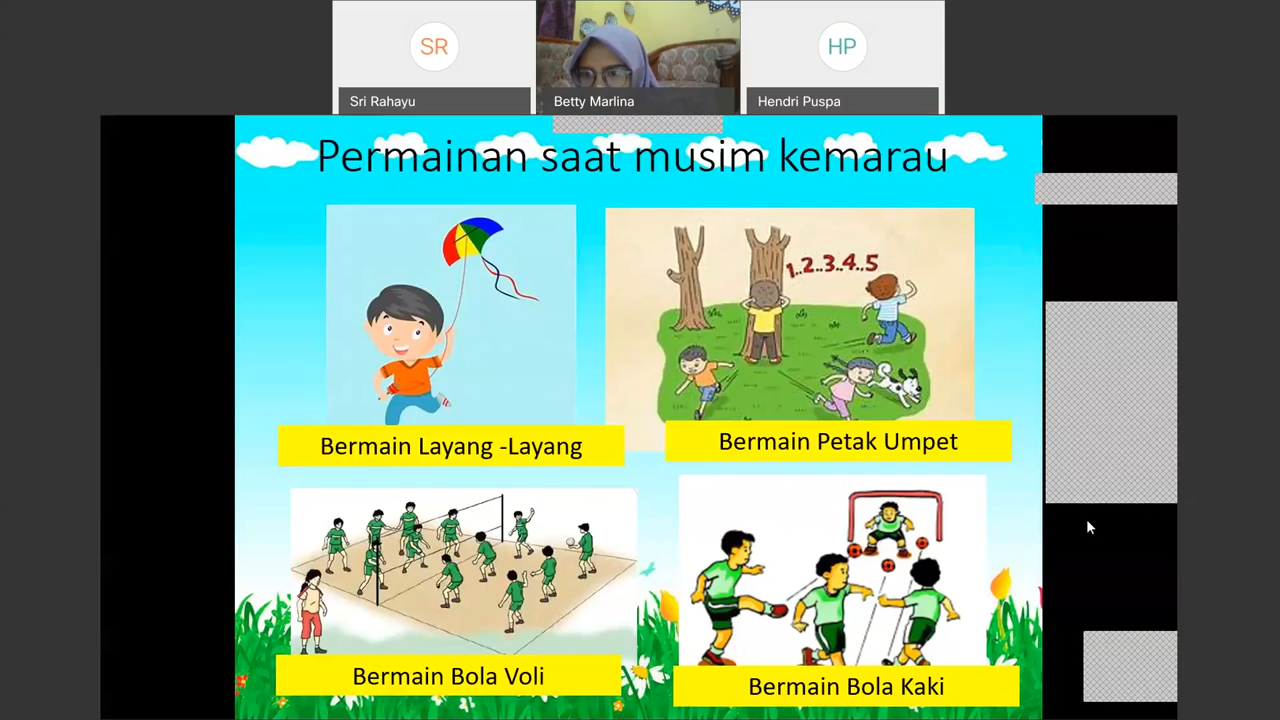 SR
HP
Sri Rahayu
Betty Marlina
Hendri Puspa
Permainan saat musim kemarau
1..2..3..4..5
Bermain Layang -Layang
Bermain Petak Umpet
Bermain Bola Voli
Bermain Bola Kaki